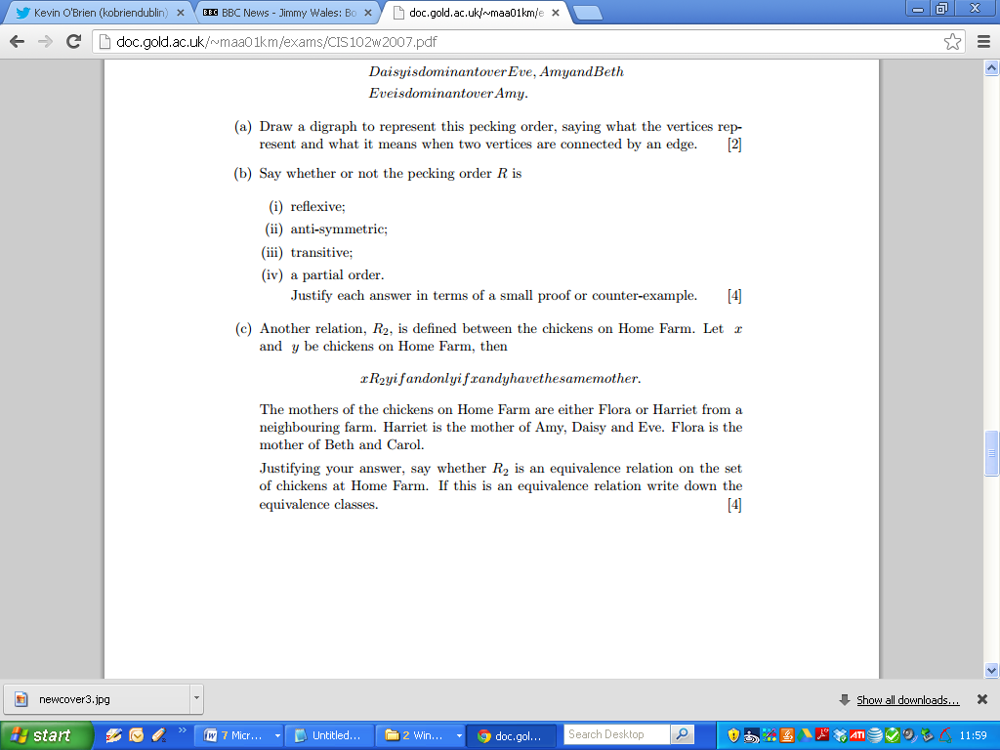 Kevin O'Brien (kobriendublin)
BBC BBC News - Jimmy Wales: Bo
doc.gold.ac.uk/~maa01km/e
doc.gold.ac.uk/~maa01km/exams/CIS102w2007.pdf
DaisyisdominantoverEve, AmyandBeth
EveisdominantoverAmy.
(a) Draw a digraph to represent this pecking order, saying what the vertices rep-
resent and what it means when two vertices are connected by an edge. [2]
(b) Say whether or not the pecking order R is
(i) reflexive;
(ii) anti-symmetric;
(iii) transitive;
(iv) a partial order.
Justify each answer in terms of a small proof or counter-example. [4]
(c) Another relation, R₂, is defined between the chickens on Home Farm. Let x
and y be chickens on Home Farm, then
xR₂yifandonlyifxandyhavethesamemother.
The mothers of the chickens on Home Farm are either Flora or Harriet from a
neighbouring farm. Harriet is the mother of Amy, Daisy and Eve. Flora is the
mother of Beth and Carol.
Justifying your answer, say whether R₂ is an equivalence relation on the set
of chickens at Home Farm. If this is an equivalence relation write down the
equivalence classes. [4]
newcover3.jpg
Show all downloads...
start
7 Micr...
Untitled...
2 Win...
doc.gol...
Search Desktop
ATI
11:59